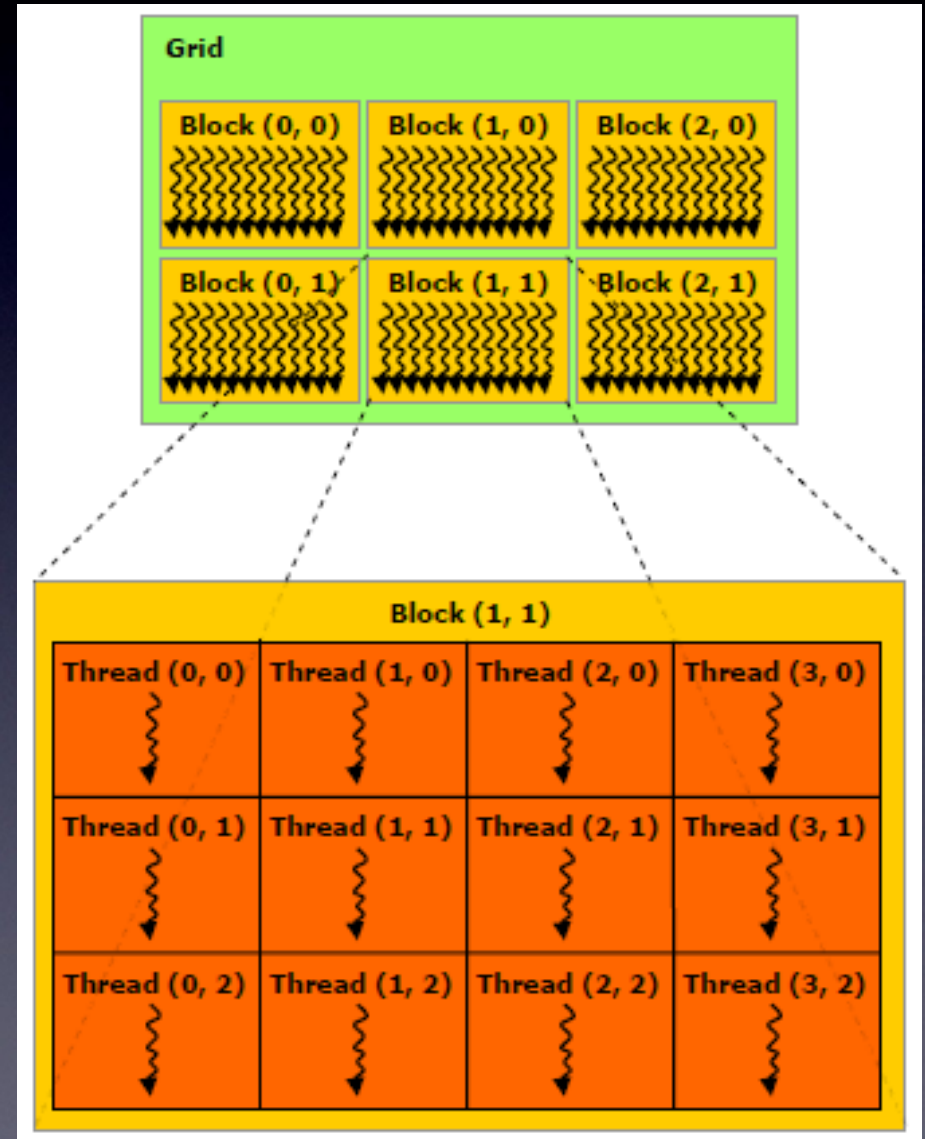 Grid
Block (0, 0) Block (1, 0) Block (2, 0)
Block (0, 1) Block (1, 1) Block (2, 1)
Block (1, 1)
Thread (0, 0) Thread (1, 0) Thread (2, 0) Thread (3, 0)
Thread (0, 1) Thread (1, 1) Thread (2, 1) Thread (3, 1)
Thread (0, 2) Thread (1, 2) Thread (2, 2) Thread (3, 2)